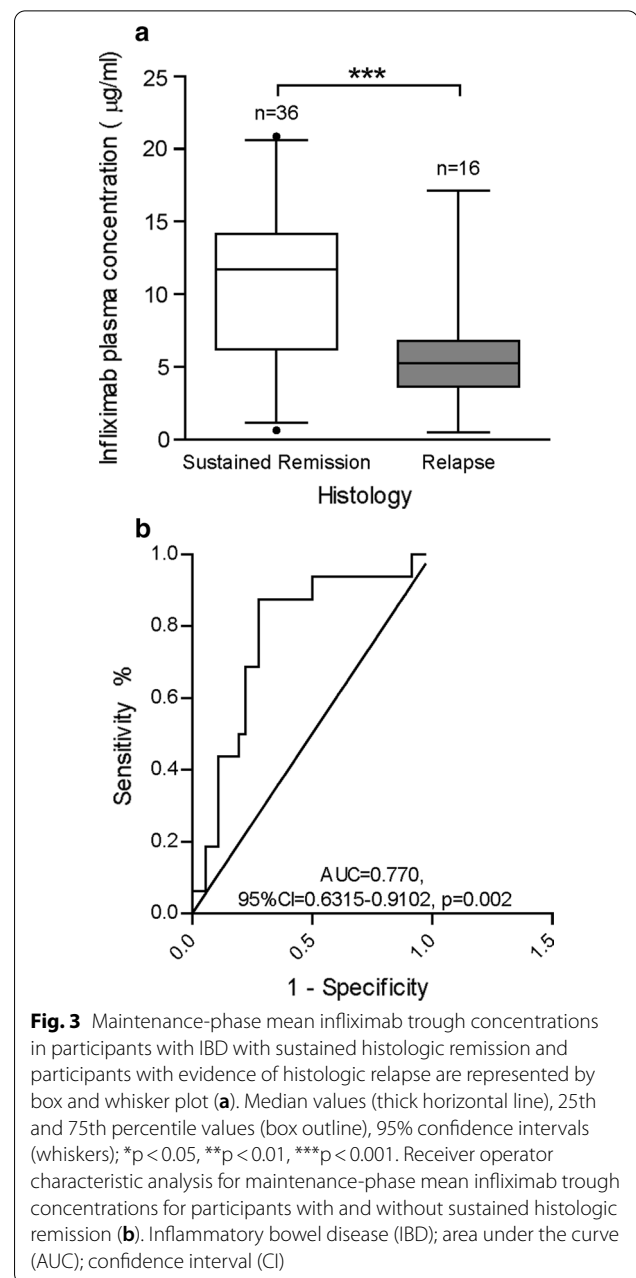 a
Infliximab plasma concentration ( µg/ml)
25
20
15
10
5
0
***
n=36
n=16
Sustained Remission
Relapse
Histology
b
Sensitivity %
1.0
0.8
0.6
0.4
0.2
0.0
AUC=0.770,
95%CI=0.6315-0.9102, p=0.002
0.0
0.5
1.0
1.5
1 - Specificity
Fig. 3 Maintenance-phase mean infliximab trough concentrations
in participants with IBD with sustained histologic remission and
participants with evidence of histologic relapse are represented by
box and whisker plot (a). Median values (thick horizontal line), 25th
and 75th percentile values (box outline), 95% confidence intervals
(whiskers); *p < 0.05, **p < 0.01, ***p < 0.001. Receiver operator
characteristic analysis for maintenance-phase mean infliximab trough
concentrations for participants with and without sustained histologic
remission (b). Inflammatory bowel disease (IBD); area under the curve
(AUC); confidence interval (CI)